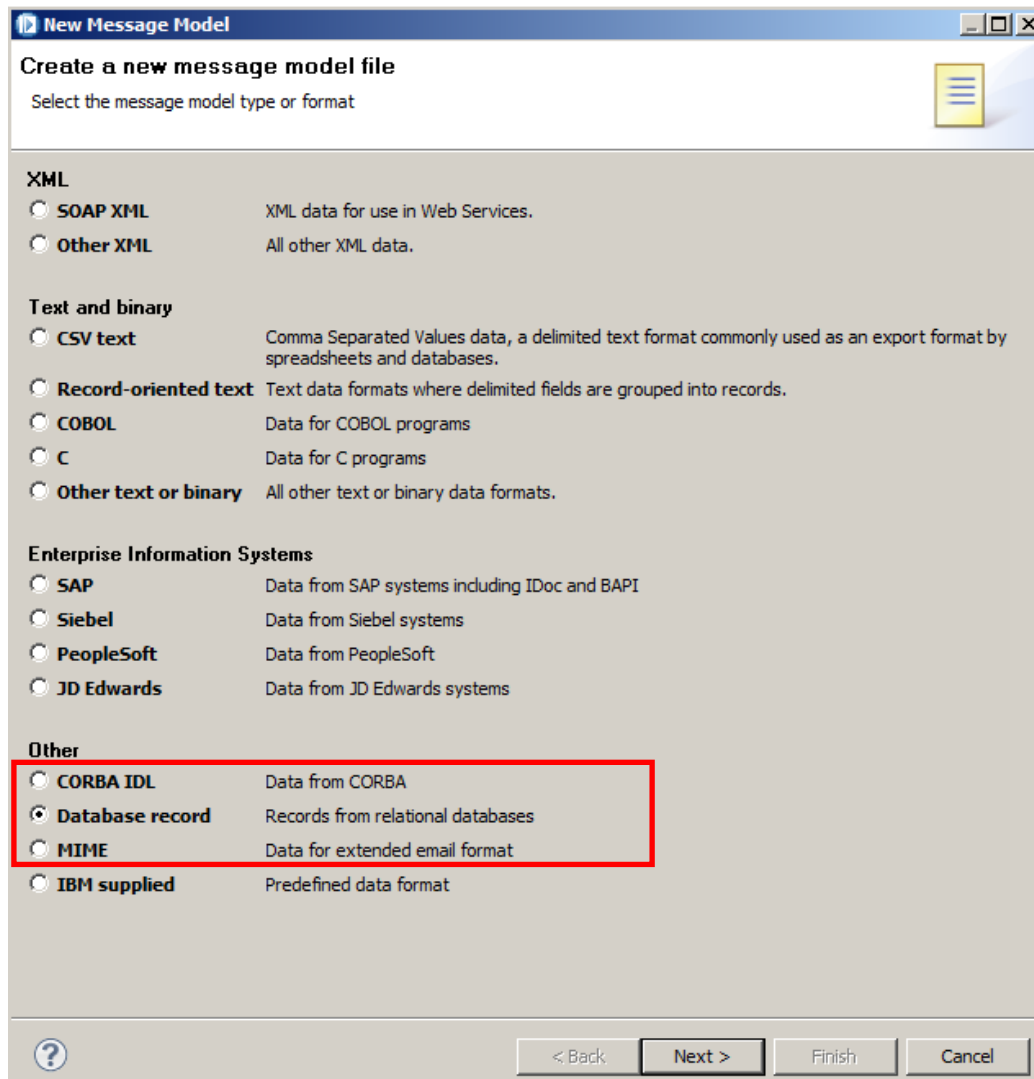 New Message Model
Create a new message model file
Select the message model type or format
XML
SOAP XML XML data for use in Web Services.
Other XML All other XML data.
Text and binary
CSV text Comma Separated Values data, a delimited text format commonly used as an export format by
spreadsheets and databases.
Record-oriented text Text data formats where delimited fields are grouped into records.
COBOL Data for COBOL programs
C Data for C programs
Other text or binary All other text or binary data formats.
Enterprise Information Systems
SAP Data from SAP systems including IDoc and BAPI
Siebel Data from Siebel systems
PeopleSoft Data from PeopleSoft
JD Edwards Data from JD Edwards systems
Other
CORBA IDL Data from CORBA
Database record Records from relational databases
MIME Data for extended email format
IBM supplied Predefined data format
? < Back Next > Finish Cancel